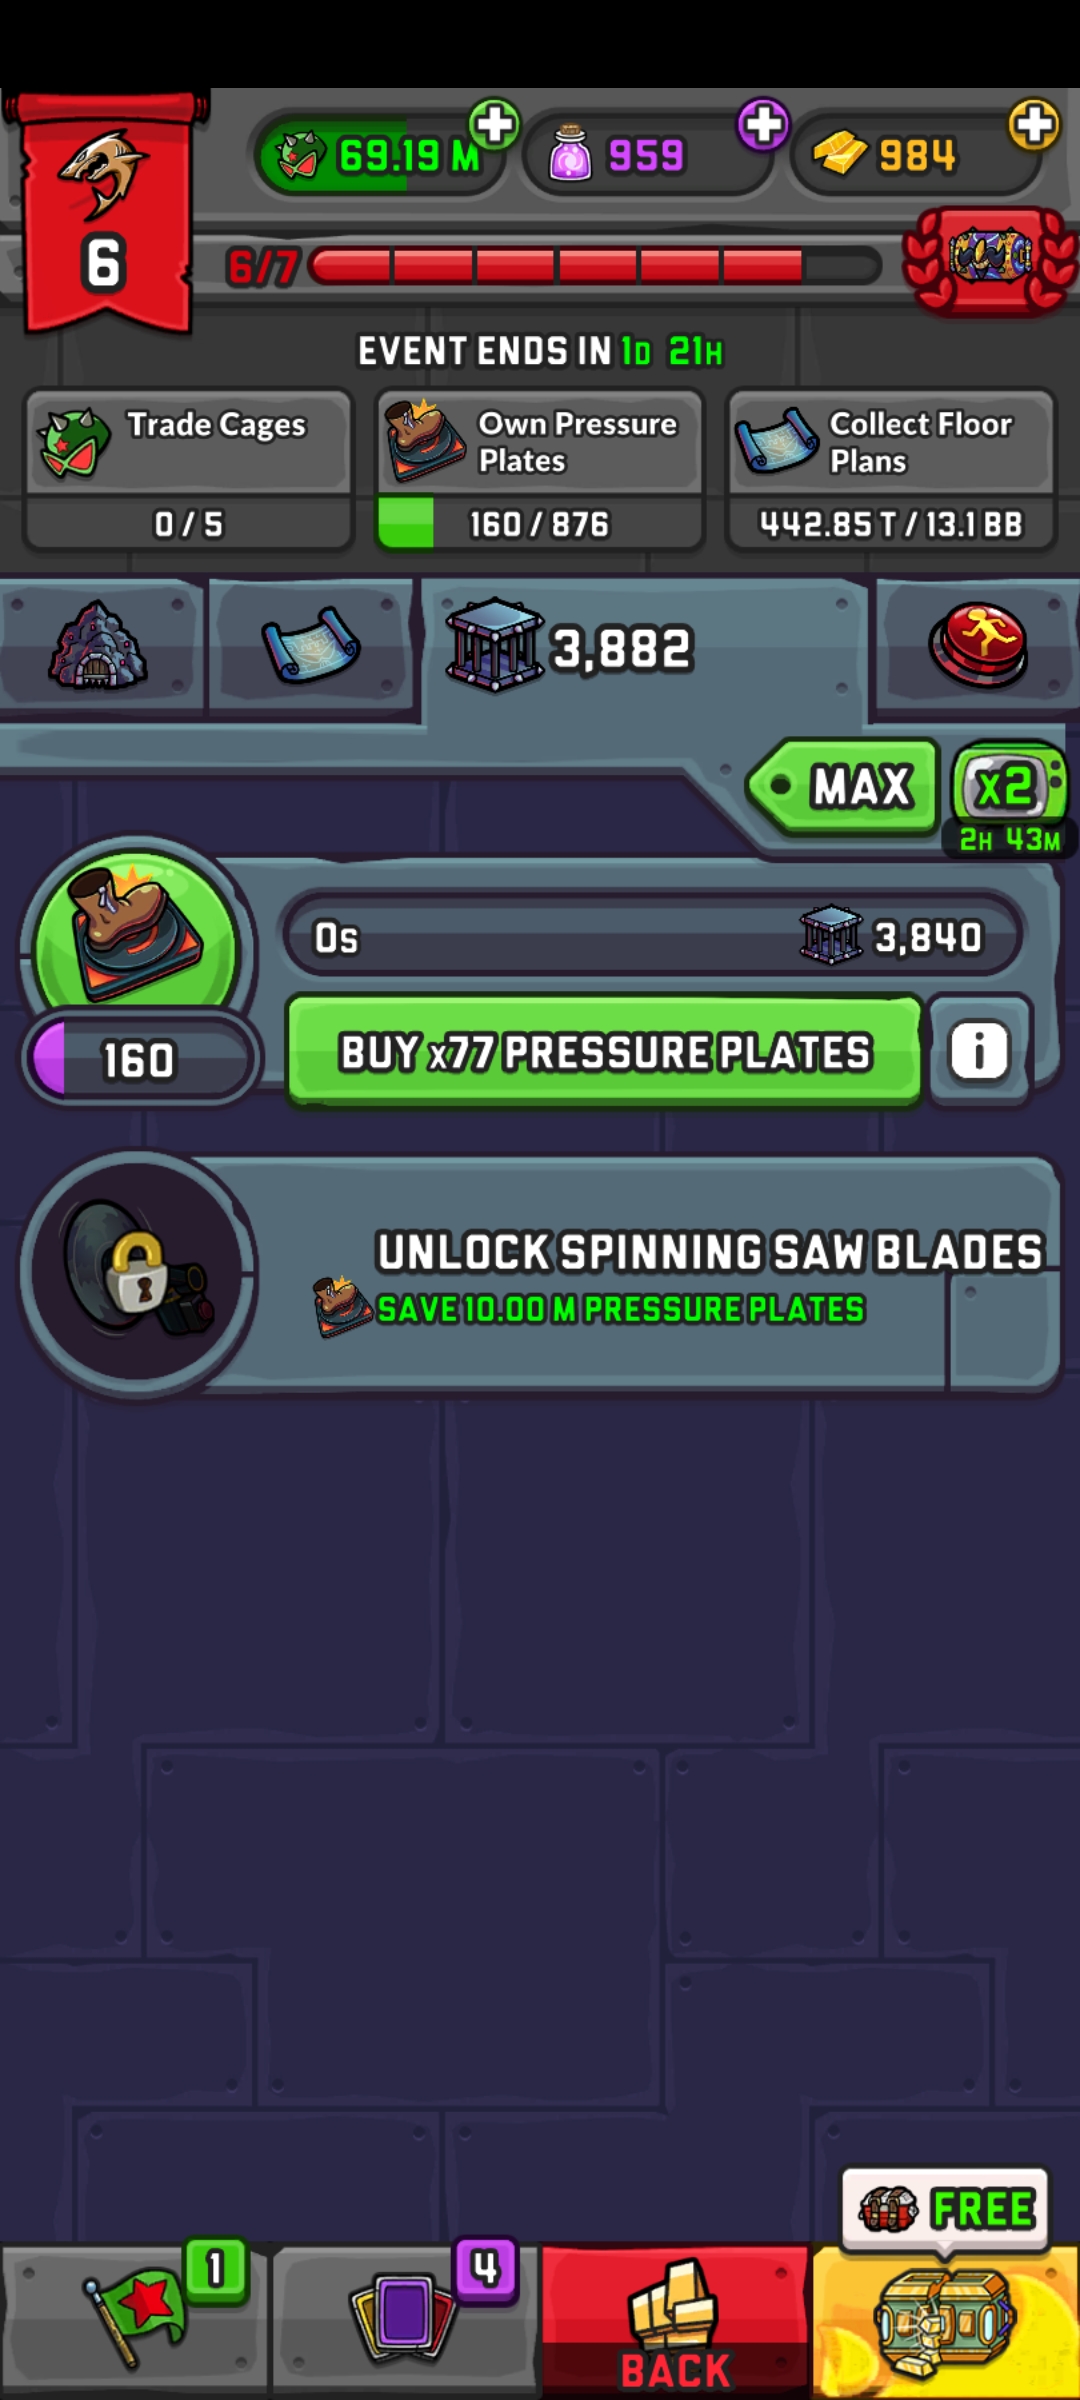 69.19 M
959
984
6
6/7
EVENT ENDS IN 1D 21H
Trade Cages
0 / 5
Own Pressure
Plates
160 / 876
Collect Floor
Plans
442.85 T / 13.1 BB
3,882
MAX
x2
2H 43M
0s
3,840
160
BUY x77 PRESSURE PLATES
i
UNLOCK SPINNING SAW BLADES
SAVE 10.00 M PRESSURE PLATES
FREE
1
4
BACK